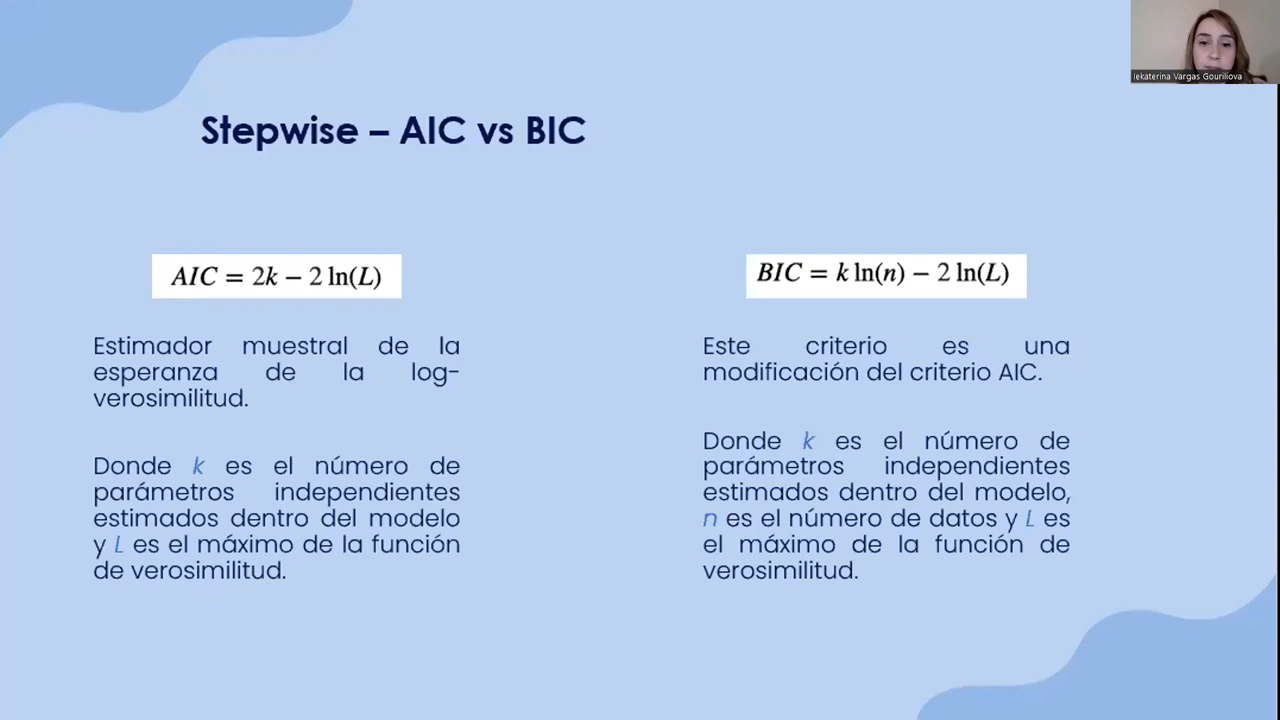 Iekaterina Vargas Gouriliova
Stepwise – AIC vs BIC
AIC = 2k − 2 ln(L)
Estimador muestral de la
esperanza de la log-
verosimilitud.
Donde k es el número de
parámetros independientes
estimados dentro del modelo
y L es el máximo de la función
de verosimilitud.
BIC = k ln(n) − 2 ln(L)
Este criterio es una
modificación del criterio AIC.
Donde k es el número de
parámetros independientes
estimados dentro del modelo,
n es el número de datos y L es
el máximo de la función de
verosimilitud.